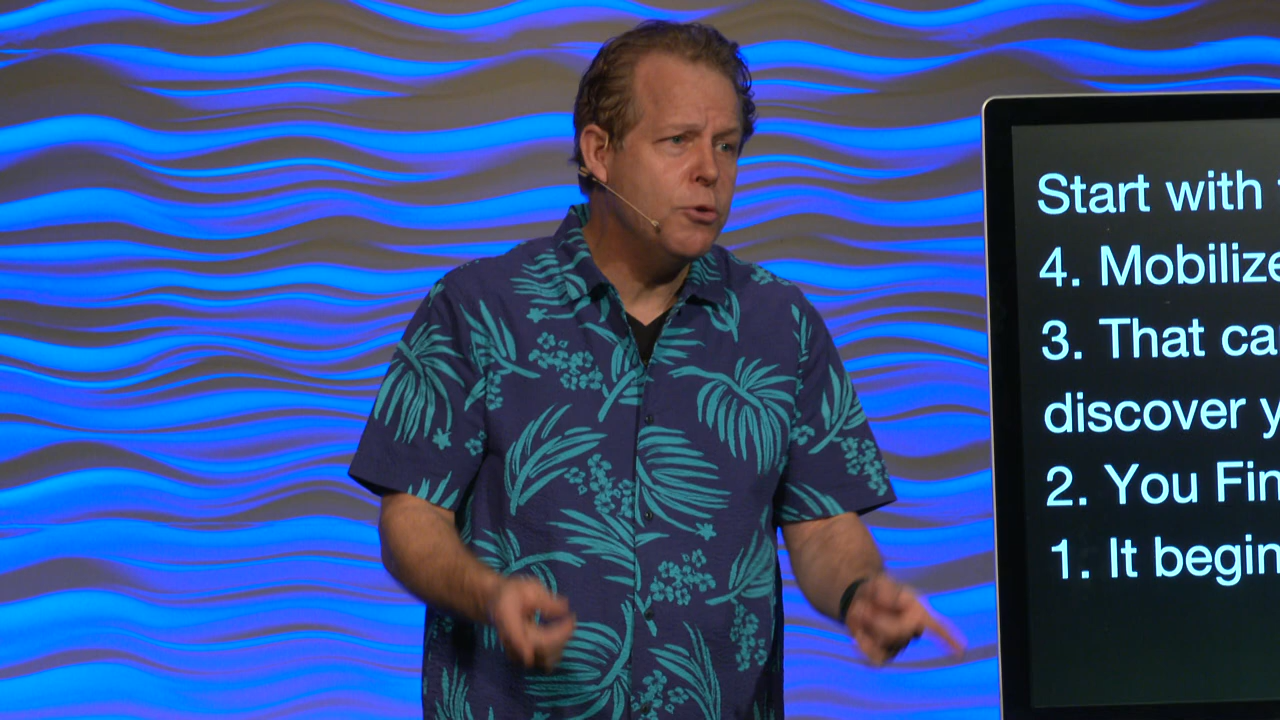 Start with
4. Mobilize
3. That ca
discover y
2. You Fin
1. It begin